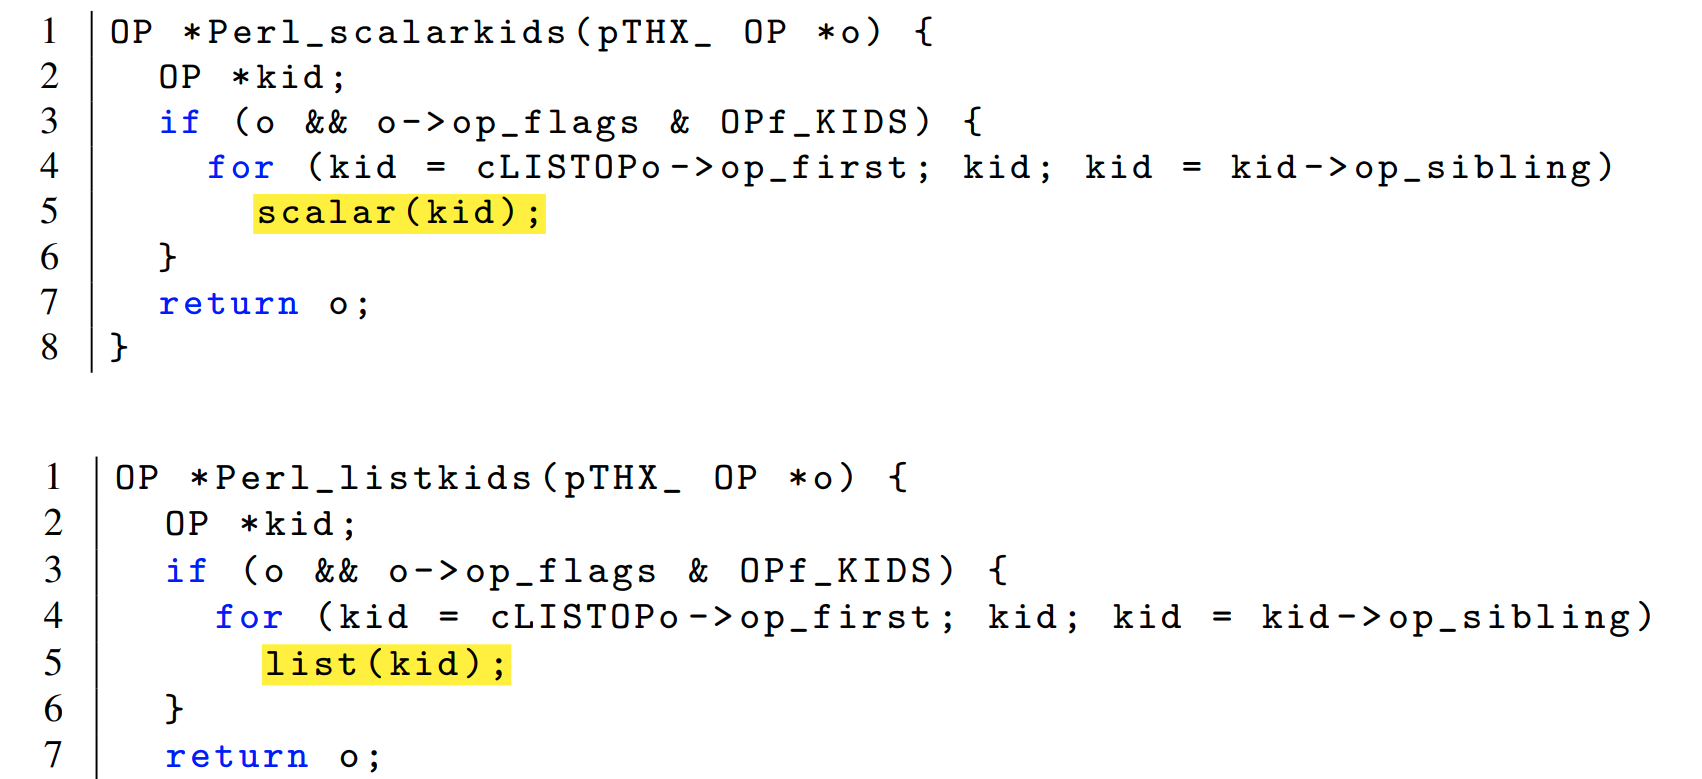 1 OP *Perl_scalarkids(pTHX_ OP *o) {
2 OP *kid;
3 if (o && o->op_flags & OPf_KIDS) {
4 for (kid = cLISTOPo->op_first; kid; kid = kid->op_sibling)
5 scalar(kid);
6 }
7 return o;
8 }
1 OP *Perl_listkids(pTHX_ OP *o) {
2 OP *kid;
3 if (o && o->op_flags & OPf_KIDS) {
4 for (kid = cLISTOPo->op_first; kid; kid = kid->op_sibling)
5 list(kid);
6 }
7 return o;